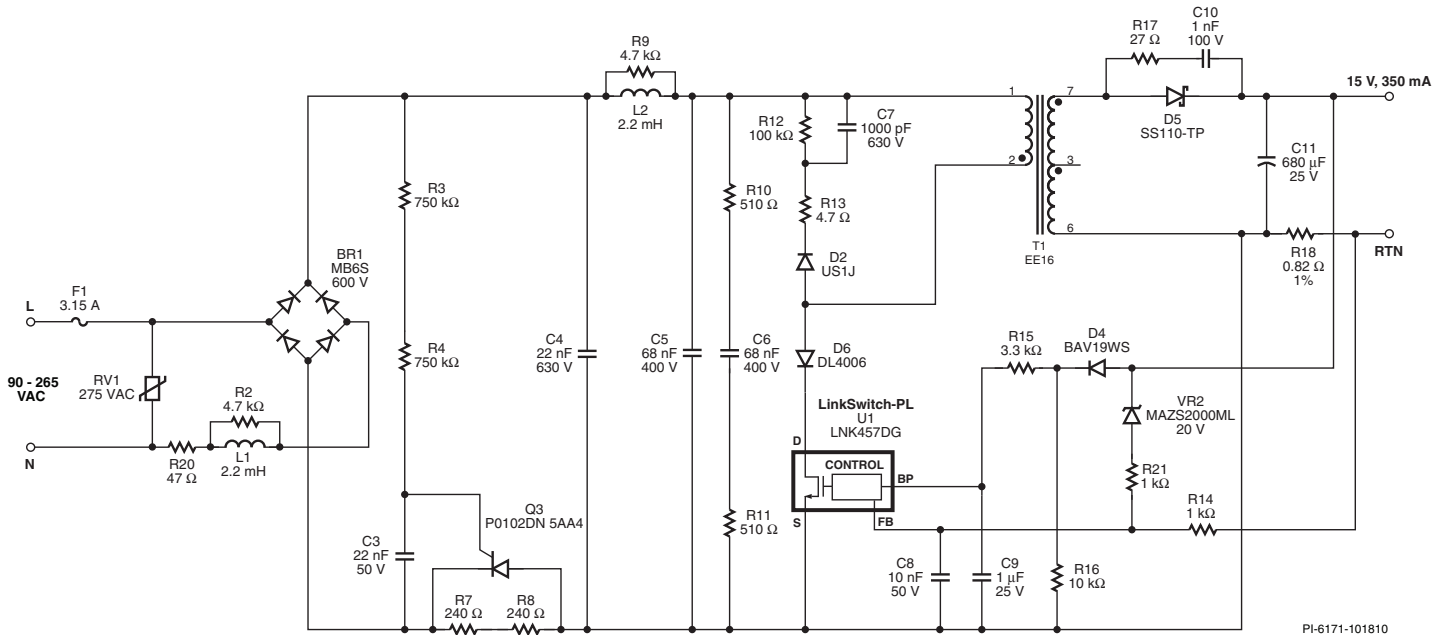 R17
27 Ω
C10
1 nF
100 V
R9
4.7 kΩ
L2
2.2 mH
1
7
D5
SS110-TP
15 V, 350 mA
R12
100 kΩ
C7
1000 pF
630 V
2
3
C11
680 μF
25 V
R3
750 kΩ
R10
510 Ω
R13
4.7 Ω
6
T1
EE16
R18
0.82 Ω
1%
RTN
BR1
MB6S
600 V
D2
US1J
F1
3.15 A
L
R4
750 kΩ
C4
22 nF
630 V
C5
68 nF
400 V
C6
68 nF
400 V
D6
DL4006
R15
3.3 kΩ
D4
BAV19WS
90 - 265
VAC
RV1
275 VAC
R2
4.7 kΩ
LinkSwitch-PL
U1
LNK457DG
VR2
MAZS2000ML
20 V
N
R20
47 Ω
L1
2.2 mH
D
CONTROL
BP
S
FB
R21
1 kΩ
R14
1 kΩ
Q3
P0102DN 5AA4
R11
510 Ω
C3
22 nF
50 V
C8
10 nF
50 V
C9
1 μF
25 V
R16
10 kΩ
R7
240 Ω
R8
240 Ω
PI-6171-101810